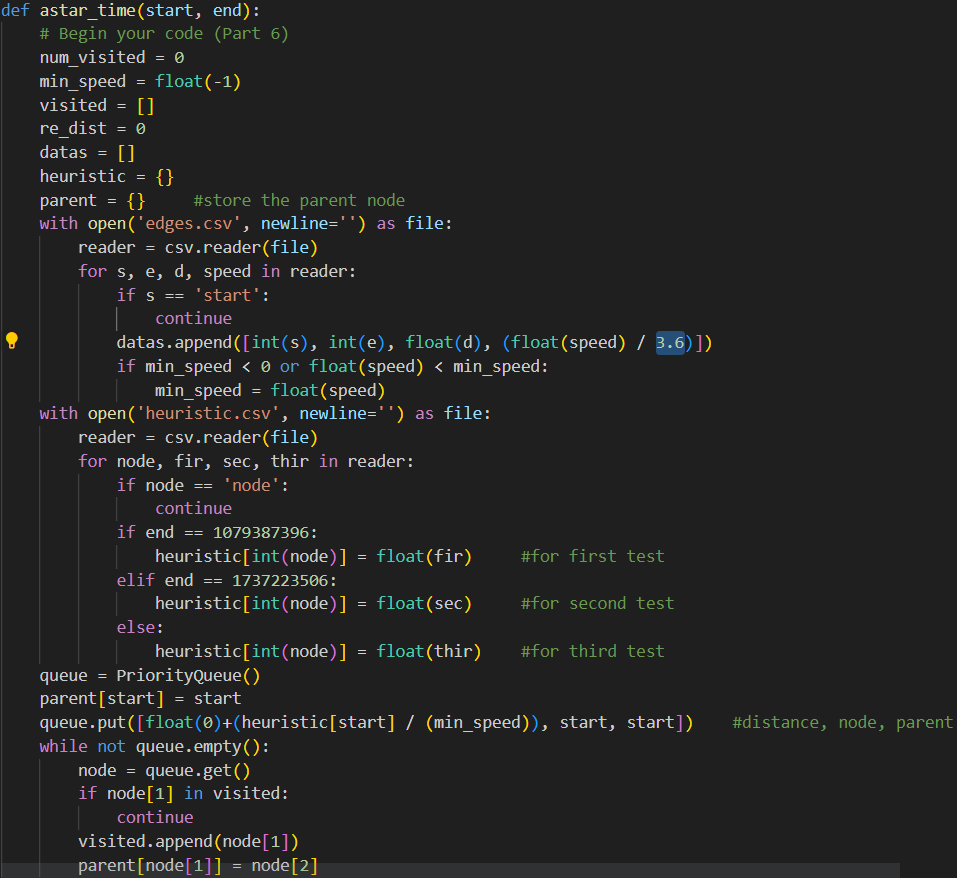 def astar_time(start, end):
    # Begin your code (Part 6)
    num_visited = 0
    min_speed = float(-1)
    visited = []
    re_dist = 0
    datas = []
    heuristic = {}
    parent = {}     #store the parent node
    with open('edges.csv', newline='') as file:
        reader = csv.reader(file)
        for s, e, d, speed in reader:
            if s == 'start':
                continue
            datas.append([int(s), int(e), float(d), (float(speed) / 3.6)])
            if min_speed < 0 or float(speed) < min_speed:
                min_speed = float(speed)
    with open('heuristic.csv', newline='') as file:
        reader = csv.reader(file)
        for node, fir, sec, thir in reader:
            if node == 'node':
                continue
            if end == 1079387396:
                heuristic[int(node)] = float(fir)     #for first test
            elif end == 1737223506:
                heuristic[int(node)] = float(sec)     #for second test
            else:
                heuristic[int(node)] = float(thir)    #for third test
    queue = PriorityQueue()
    parent[start] = start
    queue.put([float(0)+(heuristic[start] / (min_speed)), start, start])    #distance, node, parent
    while not queue.empty():
        node = queue.get()
        if node[1] in visited:
            continue
        visited.append(node[1])
        parent[node[1]] = node[2]